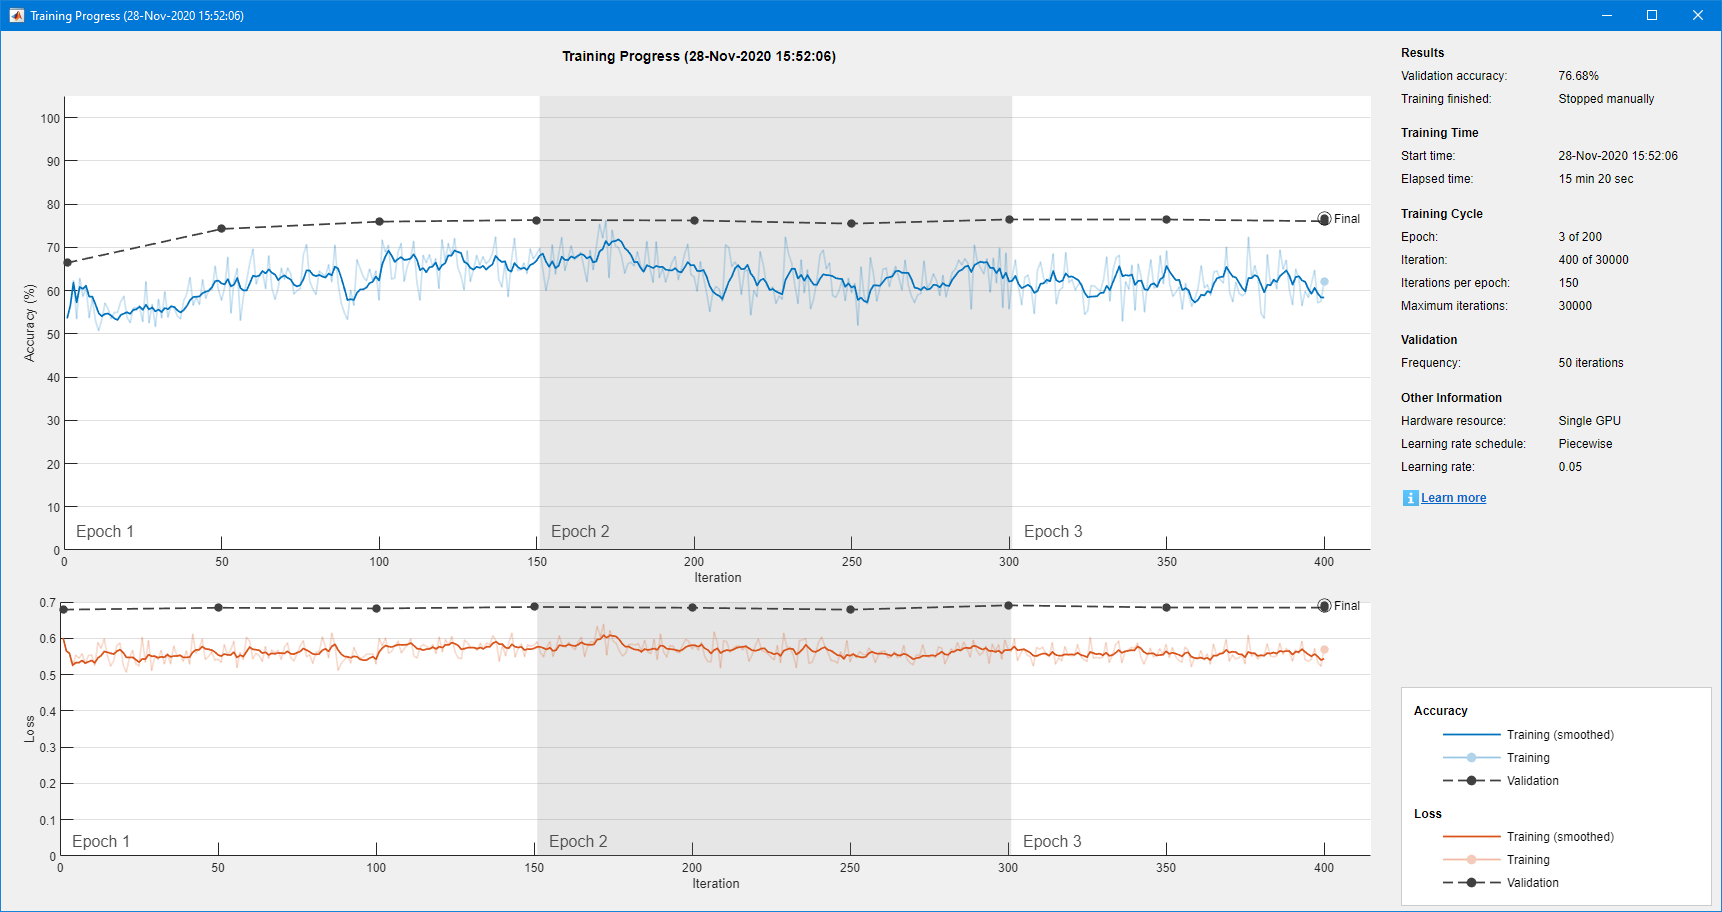 Training Progress (28-Nov-2020 15:52:06)
Training Progress (28-Nov-2020 15:52:06)
100
90
80
70
60
50
40
30
20
10
0
Accuracy (%)
Final
Epoch 1
Epoch 2
Epoch 3
0 50 100 150 200 250 300 350 400
Iteration
0.7
0.6
0.5
0.4
0.3
0.2
0.1
0
Loss
Final
Epoch 1
Epoch 2
Epoch 3
0 50 100 150 200 250 300 350 400
Iteration
Results
Validation accuracy: 76.68%
Training finished: Stopped manually
Training Time
Start time: 28-Nov-2020 15:52:06
Elapsed time: 15 min 20 sec
Training Cycle
Epoch: 3 of 200
Iteration: 400 of 30000
Iterations per epoch: 150
Maximum iterations: 30000
Validation
Frequency: 50 iterations
Other Information
Hardware resource: Single GPU
Learning rate schedule: Piecewise
Learning rate: 0.05
i Learn more
Accuracy
Training (smoothed)
Training
Validation
Loss
Training (smoothed)
Training
Validation